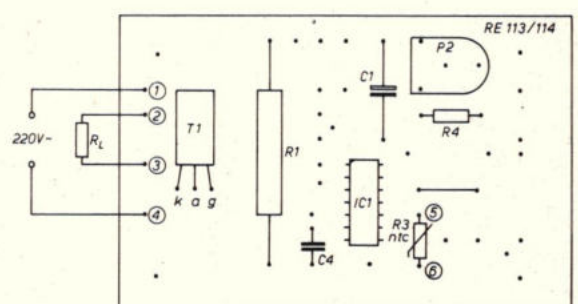 RE 113/114
P2
C1
①
②
T1
220V~
RL
R1
R4
③
IC1
k a g
④
R3
ntc
⑤
C4
⑥